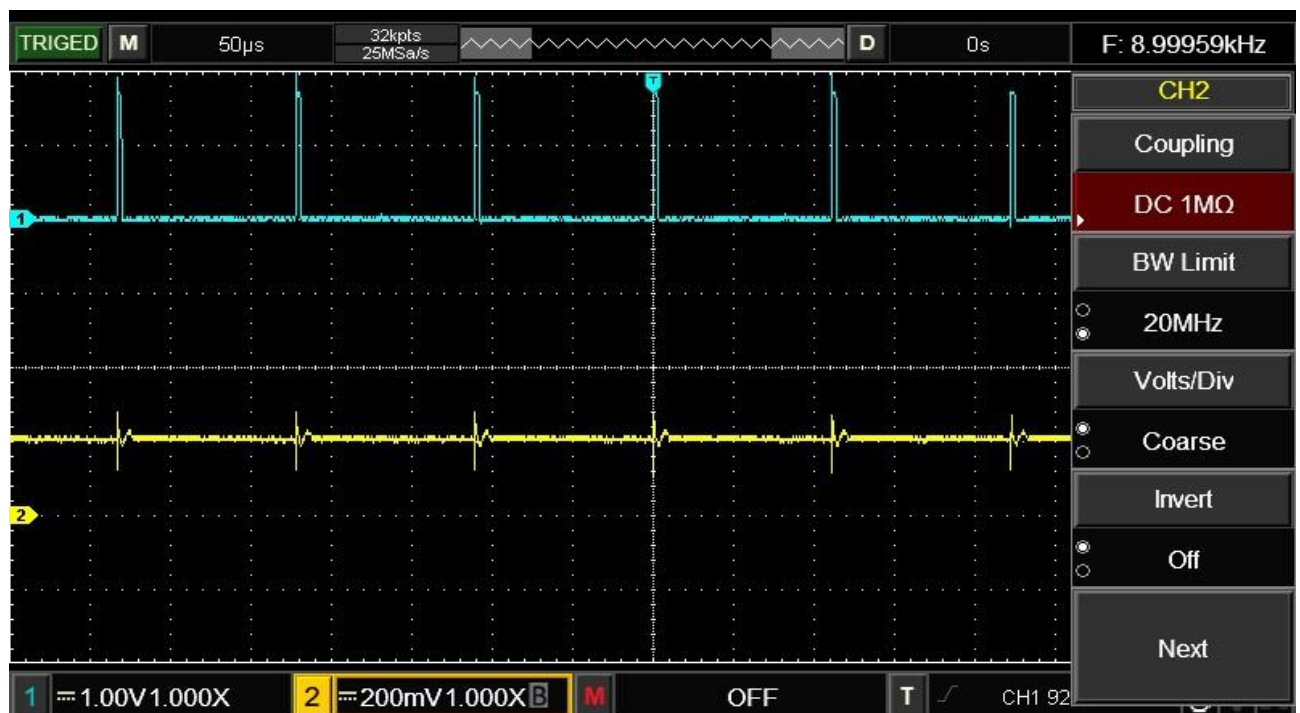 TRIGED M 50μs 32kpts 25MSa/s D 0s F: 8.99959kHz
T
CH2
Coupling
1
DC 1MΩ
BW Limit
20MHz
Volts/Div
Coarse
Invert
2
Off
Next
1 1.00V 1.000X 2 200mV 1.000X B M OFF T CH1 92